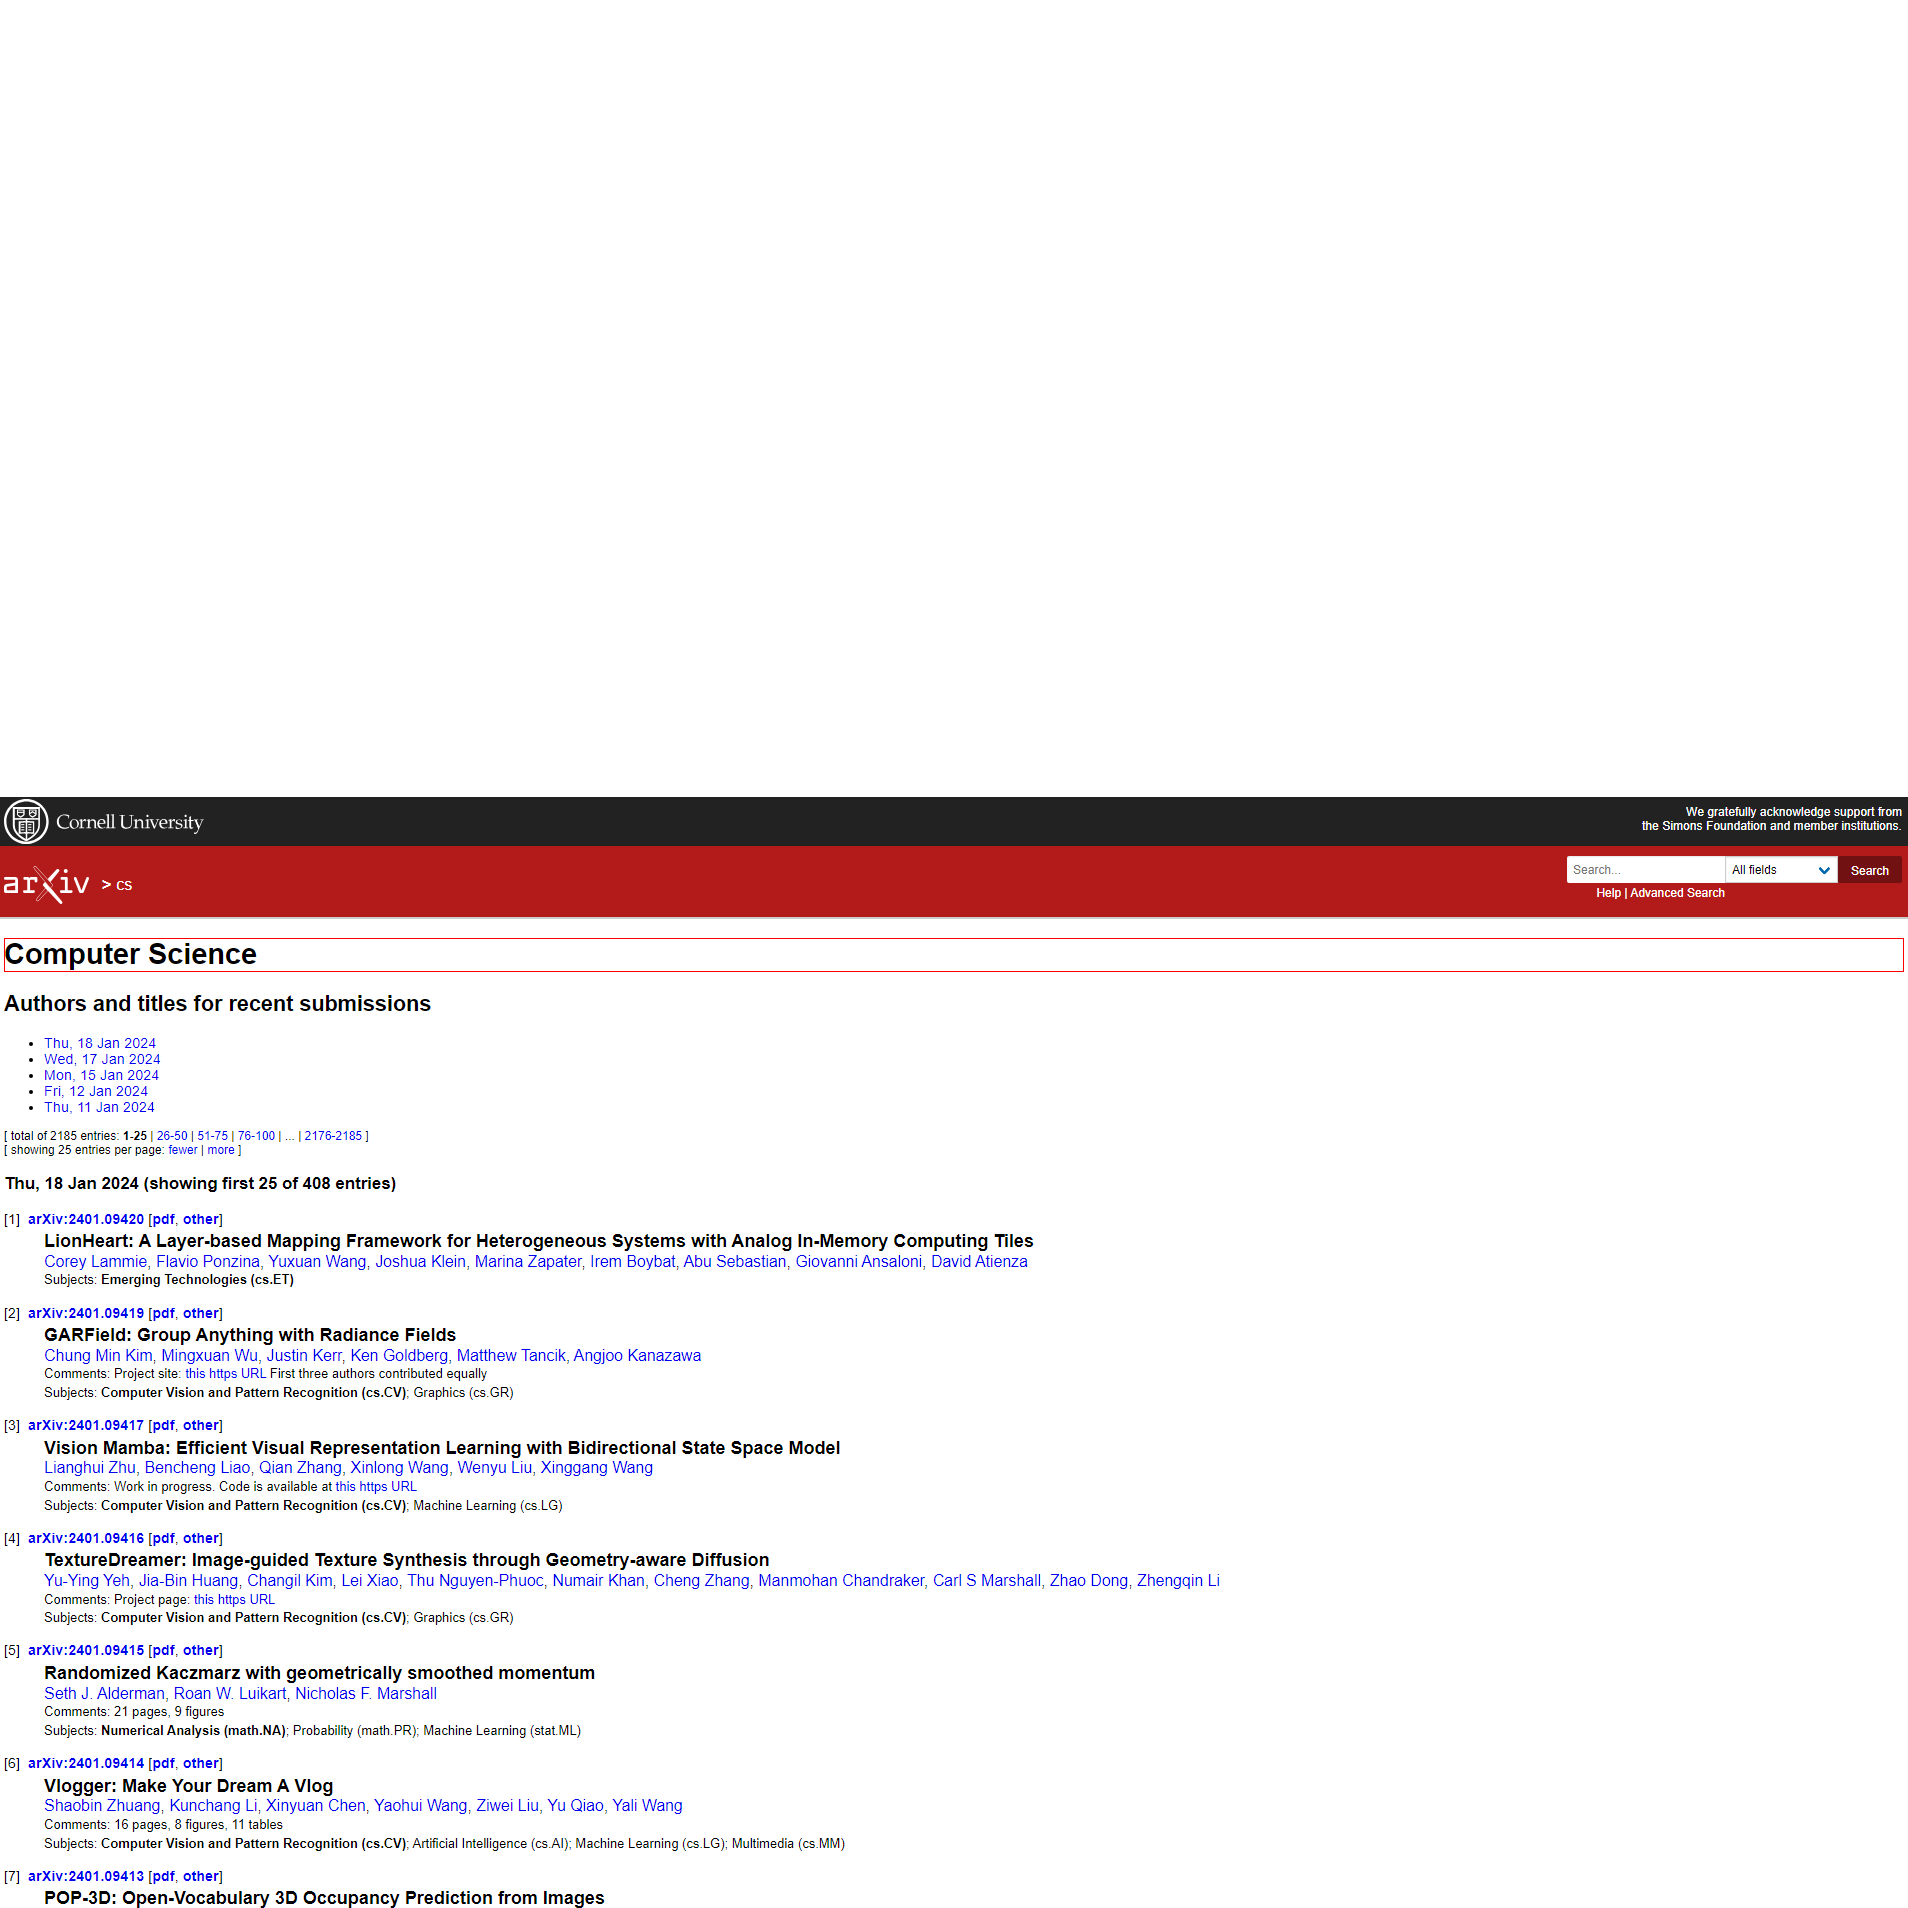 Cornell University
We gratefully acknowledge support from
the Simons Foundation and member institutions.
arXiv > cs
Search... All fields Search
Help | Advanced Search
Computer Science
Authors and titles for recent submissions
• Thu, 18 Jan 2024
• Wed, 17 Jan 2024
• Mon, 15 Jan 2024
• Fri, 12 Jan 2024
• Thu, 11 Jan 2024
[ total of 2185 entries: 1-25 | 26-50 | 51-75 | 76-100 | ... | 2176-2185 ]
[ showing 25 entries per page: fewer | more ]
Thu, 18 Jan 2024 (showing first 25 of 408 entries)
[1] arXiv:2401.09420 [pdf, other]
LionHeart: A Layer-based Mapping Framework for Heterogeneous Systems with Analog In-Memory Computing Tiles
Corey Lammie, Flavio Ponzina, Yuxuan Wang, Joshua Klein, Marina Zapater, Irem Boybat, Abu Sebastian, Giovanni Ansaloni, David Atienza
Subjects: Emerging Technologies (cs.ET)
[2] arXiv:2401.09419 [pdf, other]
GARField: Group Anything with Radiance Fields
Chung Min Kim, Mingxuan Wu, Justin Kerr, Ken Goldberg, Matthew Tancik, Angjoo Kanazawa
Comments: Project site: this https URL First three authors contributed equally
Subjects: Computer Vision and Pattern Recognition (cs.CV); Graphics (cs.GR)
[3] arXiv:2401.09417 [pdf, other]
Vision Mamba: Efficient Visual Representation Learning with Bidirectional State Space Model
Lianghui Zhu, Bencheng Liao, Qian Zhang, Xinlong Wang, Wenyu Liu, Xinggang Wang
Comments: Work in progress. Code is available at this https URL
Subjects: Computer Vision and Pattern Recognition (cs.CV); Machine Learning (cs.LG)
[4] arXiv:2401.09416 [pdf, other]
TextureDreamer: Image-guided Texture Synthesis through Geometry-aware Diffusion
Yu-Ying Yeh, Jia-Bin Huang, Changil Kim, Lei Xiao, Thu Nguyen-Phuoc, Numair Khan, Cheng Zhang, Manmohan Chandraker, Carl S Marshall, Zhao Dong, Zhengqin Li
Comments: Project page: this https URL
Subjects: Computer Vision and Pattern Recognition (cs.CV); Graphics (cs.GR)
[5] arXiv:2401.09415 [pdf, other]
Randomized Kaczmarz with geometrically smoothed momentum
Seth J. Alderman, Roan W. Luikart, Nicholas F. Marshall
Comments: 21 pages, 9 figures
Subjects: Numerical Analysis (math.NA); Probability (math.PR); Machine Learning (stat.ML)
[6] arXiv:2401.09414 [pdf, other]
Vlogger: Make Your Dream A Vlog
Shaobin Zhuang, Kunchang Li, Xinyuan Chen, Yaohui Wang, Ziwei Liu, Yu Qiao, Yali Wang
Comments: 16 pages, 8 figures, 11 tables
Subjects: Computer Vision and Pattern Recognition (cs.CV); Artificial Intelligence (cs.AI); Machine Learning (cs.LG); Multimedia (cs.MM)
[7] arXiv:2401.09413 [pdf, other]
POP-3D: Open-Vocabulary 3D Occupancy Prediction from Images